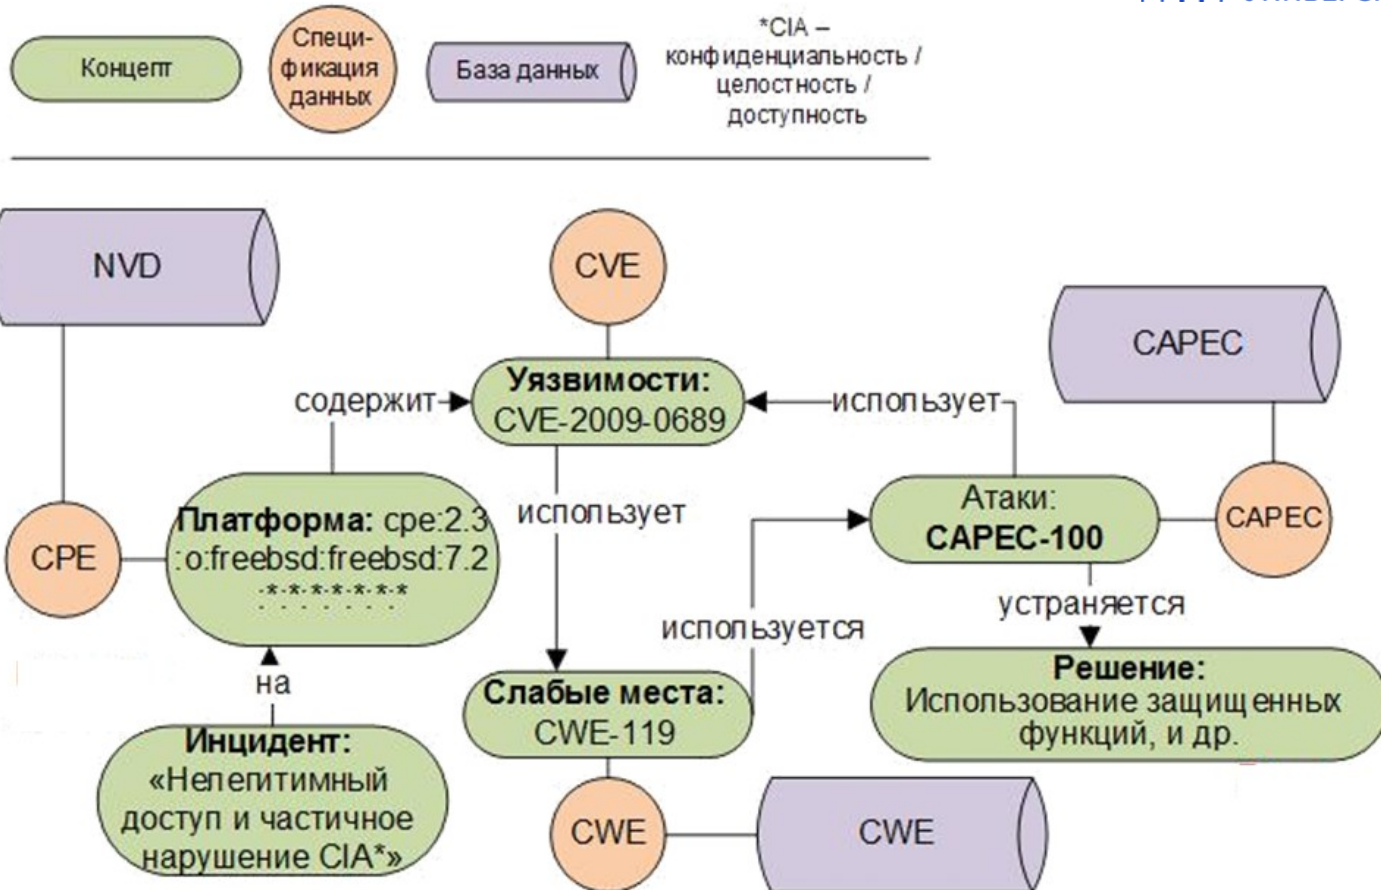 Концепт
Специ-
фикация
данных
База данных
*CIA –
конфиденциальность /
целостность /
доступность
NVD
CVE
CAPEC
содержит
Уязвимости:
CVE-2009-0689
использует
CPE
Платформа: cpe:2.3
:o:freebsd:freebsd:7.2
:*:*:*:*:*:*:*
использует
Атаки:
CAPEC-100
CAPEC
используется
устраняется
на
Слабые места:
CWE-119
Решение:
Использование защищенных
функций, и др.
Инцидент:
«Нелегитимный
доступ и частичное
нарушение CIA*»
CWE
CWE